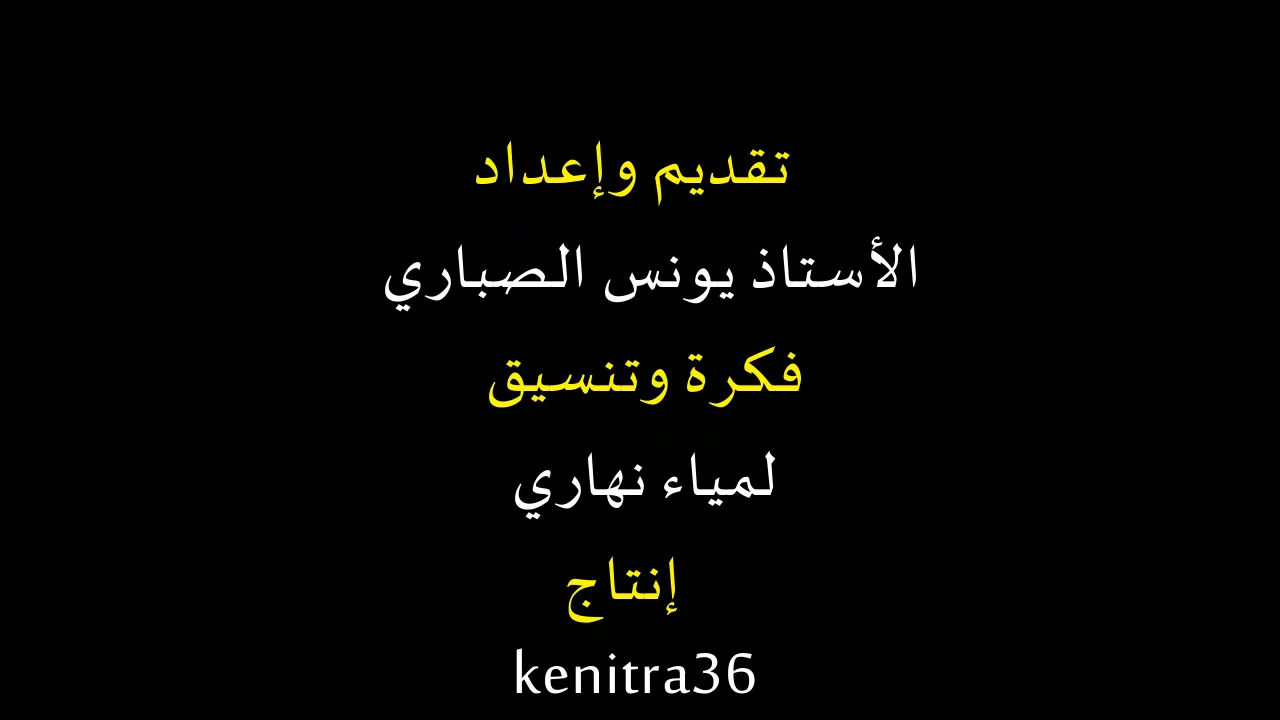 تقديم وإعداد
الأستاذ يونس الصباري
فكرة وتنسيق
لمياء نهاري
إنتاج
kenitra36